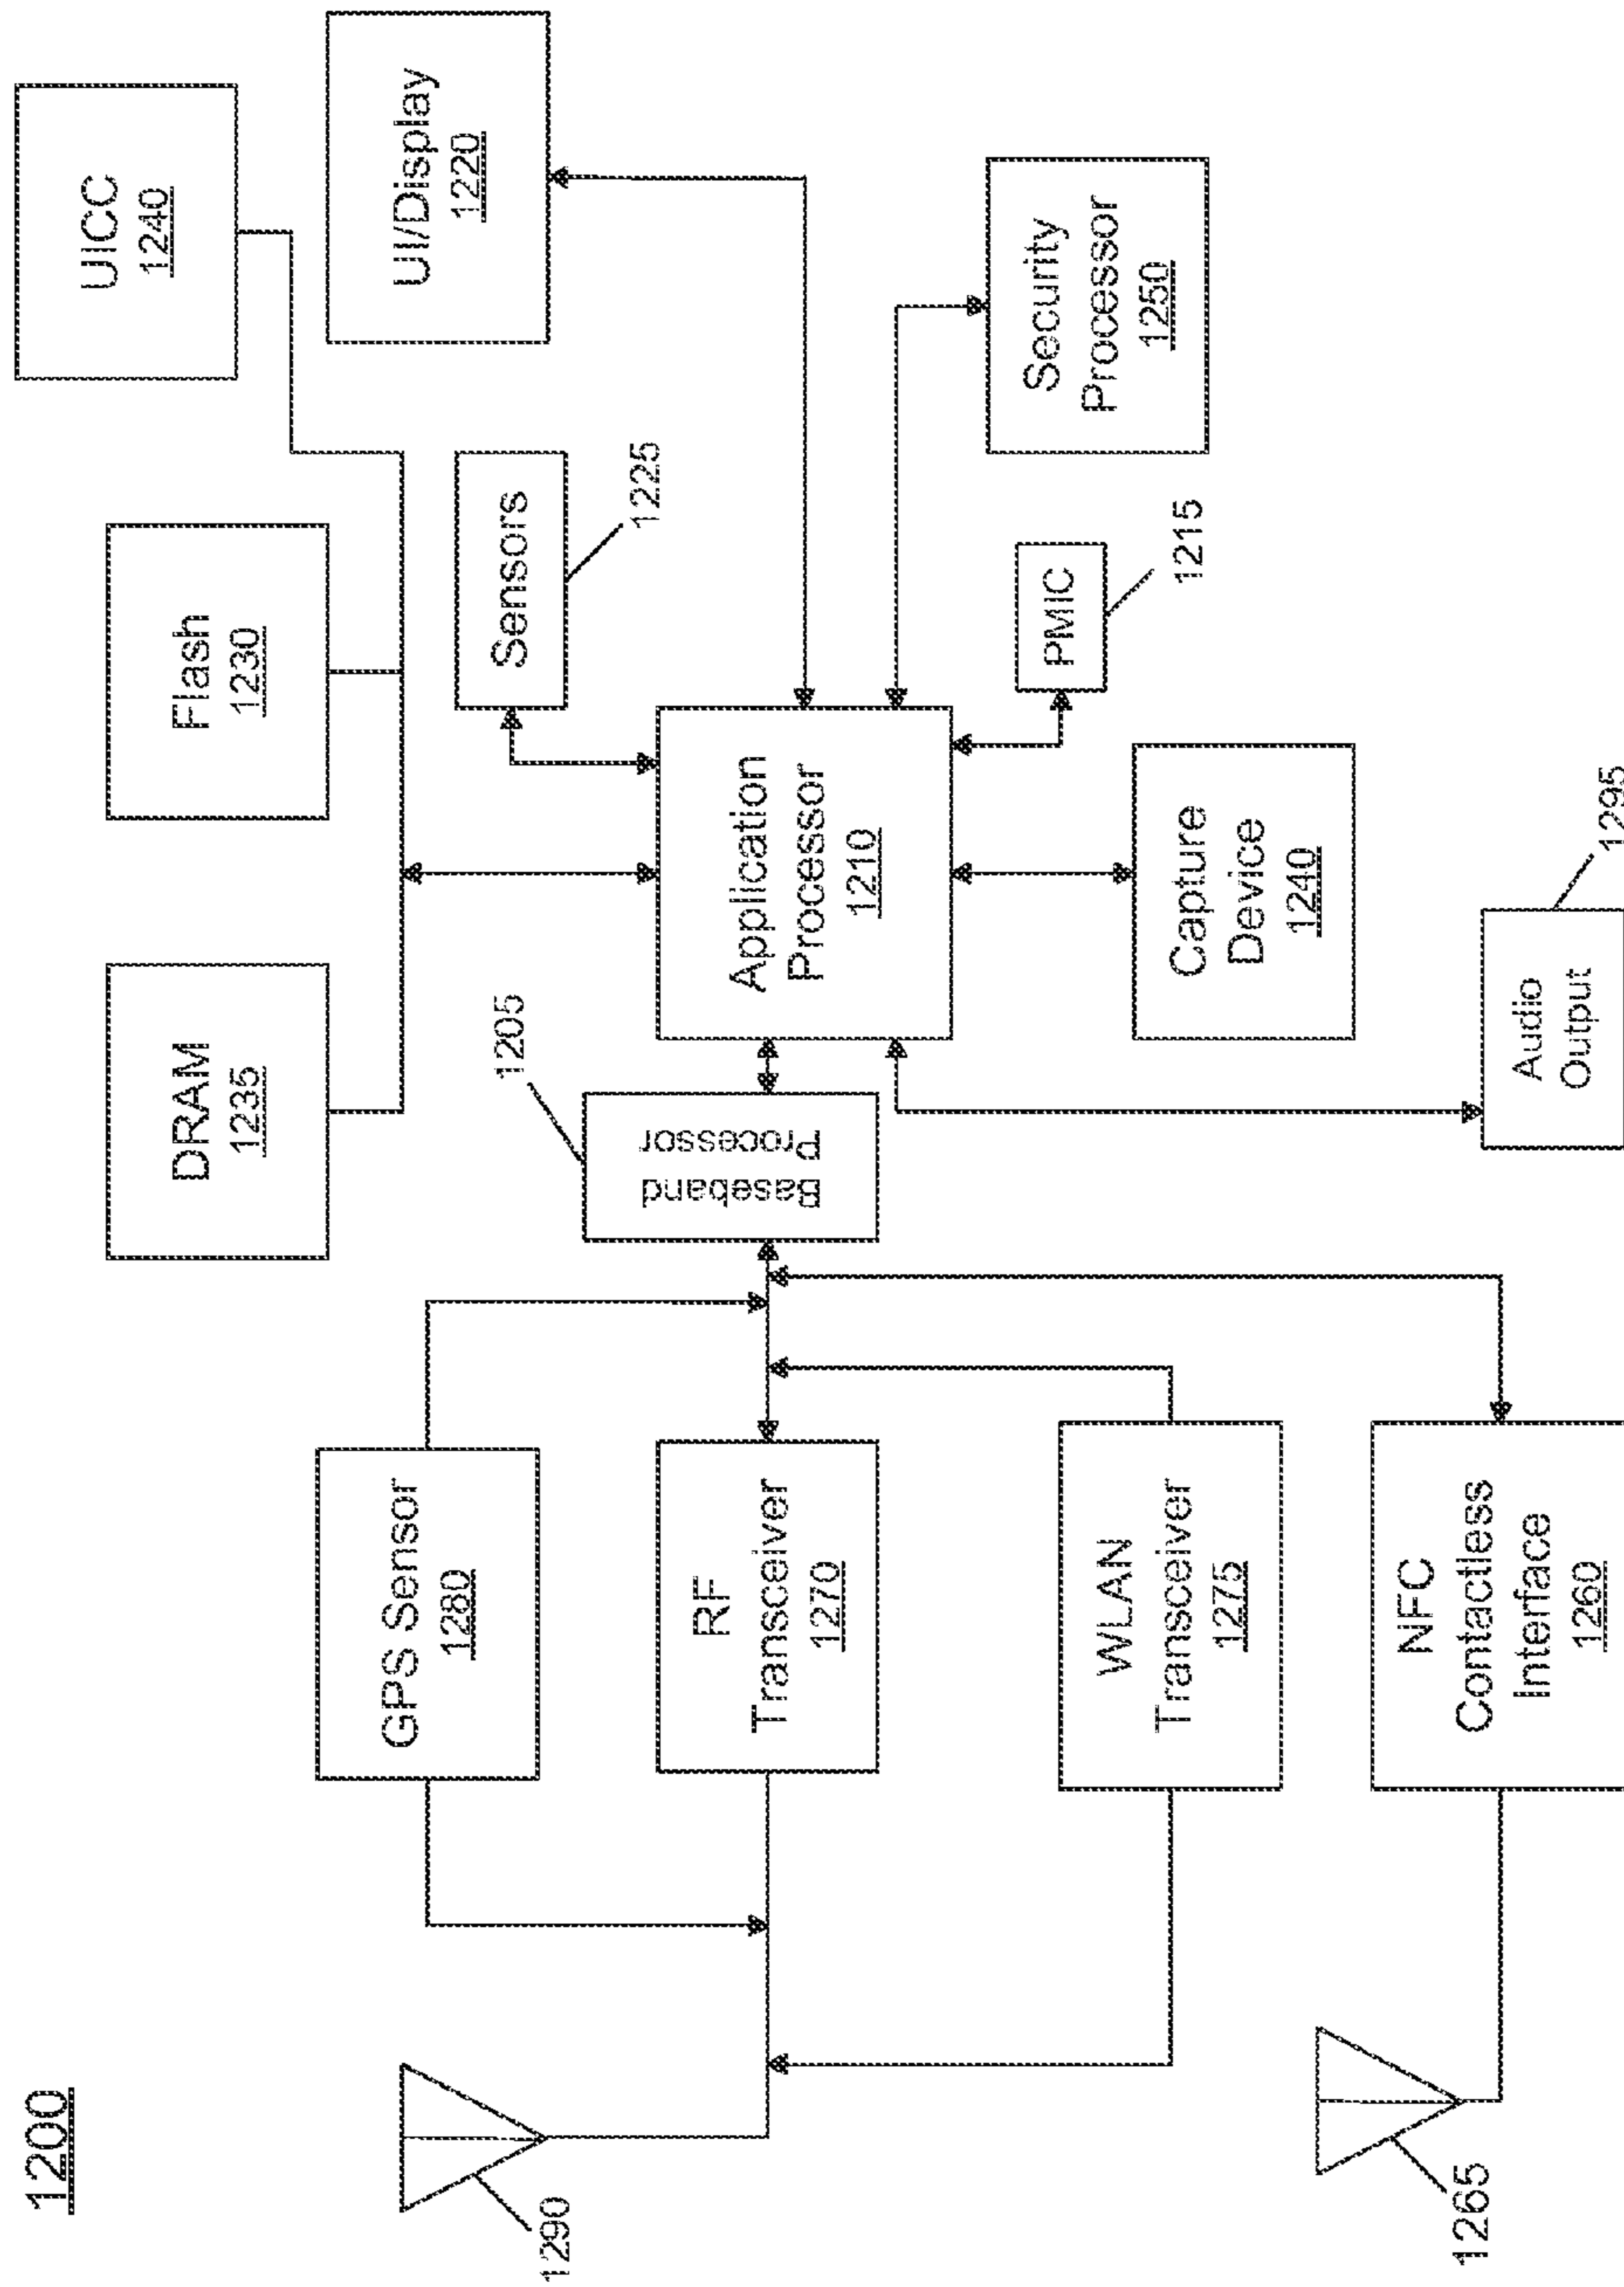 1200
UICC
1240
Flash
1230
DRAM
1235
UI/Display
1220
Sensors
1225
GPS Sensor
1280
1290
Baseband
Processor
1205
Application
Processor
1210
RF
Transceiver
1270
Security
Processor
1250
PMIC
1215
WLAN
Transceiver
1275
Capture
Device
1240
NFC
Contactless
Interface
1260
1265
Audio
Output
1295